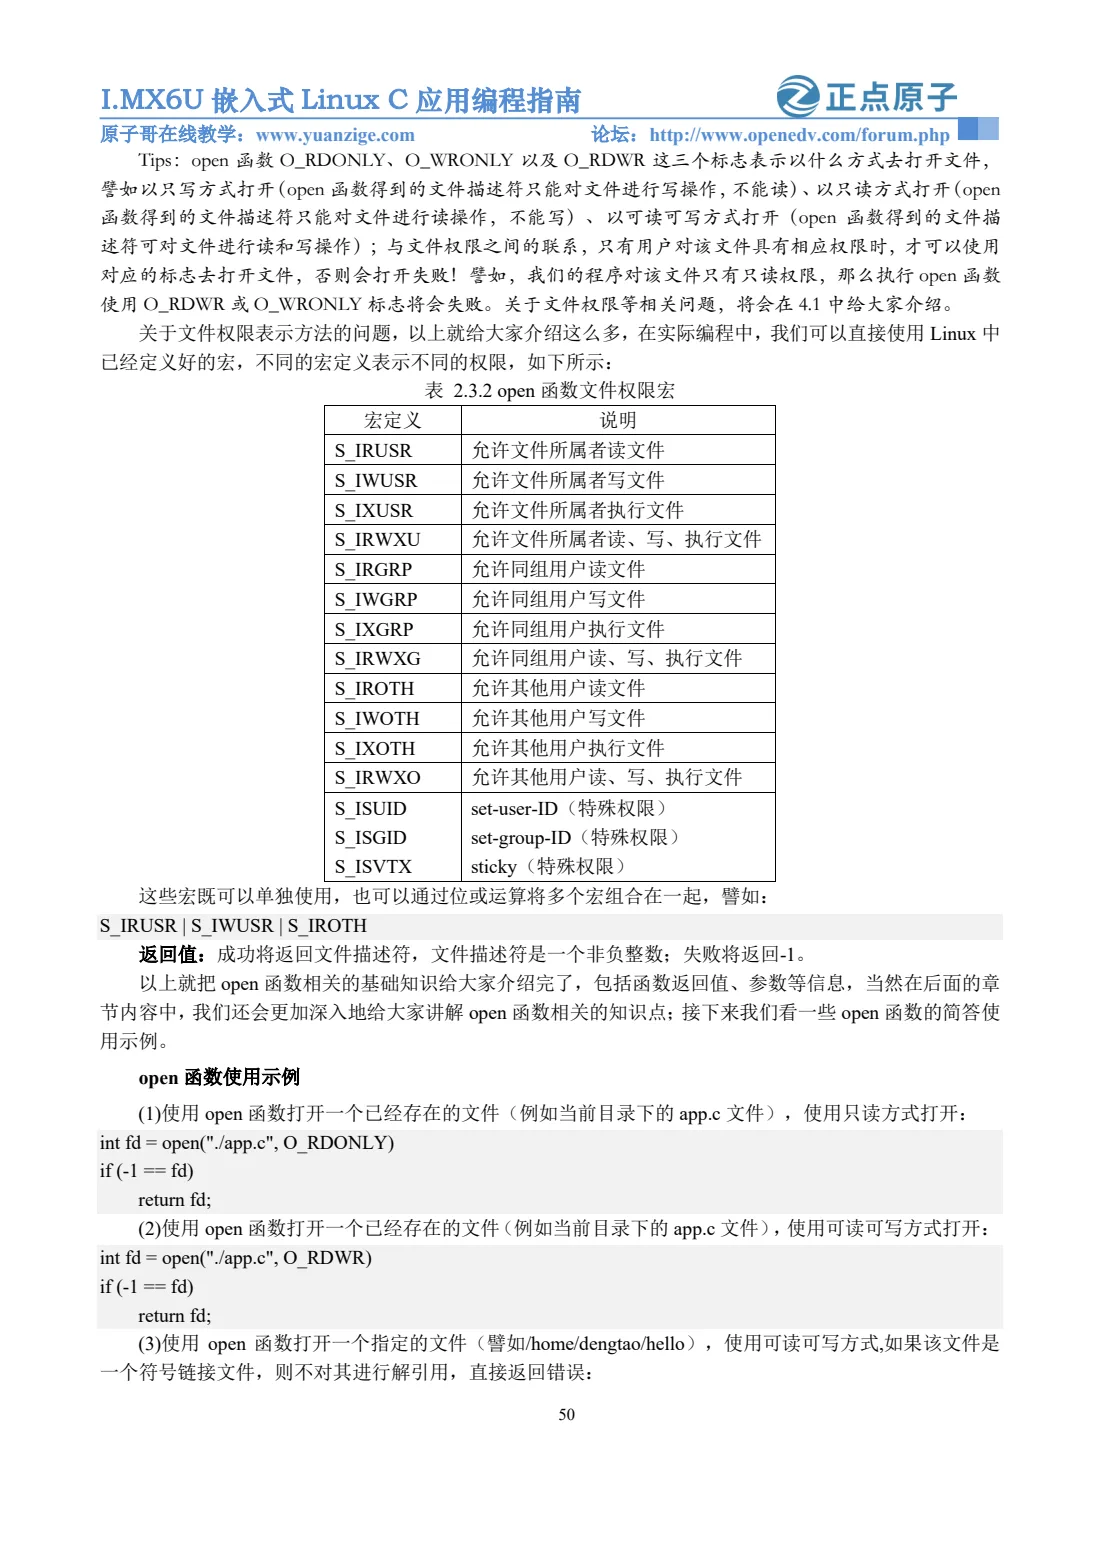 I.MX6U 嵌入式 Linux C 应用编程指南
正点原子
原子哥在线教学：www.yuanzige.com 论坛：http://www.openedv.com/forum.php
Tips：open 函数 O_RDONLY、O_WRONLY 以及 O_RDWR 这三个标志表示以什么方式去打开文件，
譬如以只写方式打开（open 函数得到的文件描述符只能对文件进行写操作，不能读）、以只读方式打开（open
函数得到的文件描述符只能对文件进行读操作，不能写）、以可读可写方式打开（open 函数得到的文件描
述符可对文件进行读和写操作）；与文件权限之间的联系，只有用户对该文件具有相应权限时，才可以使用
对应的标志去打开文件，否则会打开失败！譬如，我们的程序对该文件只有只读权限，那么执行 open 函数
使用 O_RDWR 或 O_WRONLY 标志将会失败。关于文件权限等相关问题，将会在 4.1 中给大家介绍。
关于文件权限表示方法的问题，以上就给大家介绍这么多，在实际编程中，我们可以直接使用 Linux 中
已经定义好的宏，不同的宏定义表示不同的权限，如下所示：
表 2.3.2 open 函数文件权限宏
宏定义 说明
S_IRUSR 允许文件所属者读文件
S_IWUSR 允许文件所属者写文件
S_IXUSR 允许文件所属者执行文件
S_IRWXU 允许文件所属者读、写、执行文件
S_IRGRP 允许同组用户读文件
S_IWGRP 允许同组用户写文件
S_IXGRP 允许同组用户执行文件
S_IRWXG 允许同组用户读、写、执行文件
S_IROTH 允许其他用户读文件
S_IWOTH 允许其他用户写文件
S_IXOTH 允许其他用户执行文件
S_IRWXO 允许其他用户读、写、执行文件
S_ISUID set-user-ID（特殊权限）
S_ISGID set-group-ID（特殊权限）
S_ISVTX sticky（特殊权限）
这些宏既可以单独使用，也可以通过位或运算将多个宏组合在一起，譬如：
S_IRUSR | S_IWUSR | S_IROTH
返回值：成功将返回文件描述符，文件描述符是一个非负整数；失败将返回-1。
以上就把 open 函数相关的基础知识给大家介绍完了，包括函数返回值、参数等信息，当然在后面的章
节内容中，我们还会更加深入地给大家讲解 open 函数相关的知识点；接下来我们看一些 open 函数的简答使
用示例。
open 函数使用示例
(1)使用 open 函数打开一个已经存在的文件（例如当前目录下的 app.c 文件），使用只读方式打开：
int fd = open("./app.c", O_RDONLY)
if (-1 == fd)
return fd;
(2)使用 open 函数打开一个已经存在的文件（例如当前目录下的 app.c 文件），使用可读可写方式打开：
int fd = open("./app.c", O_RDWR)
if (-1 == fd)
return fd;
(3)使用 open 函数打开一个指定的文件（譬如/home/dengtao/hello），使用可读可写方式,如果该文件是
一个符号链接文件，则不对其进行解引用，直接返回错误：
50